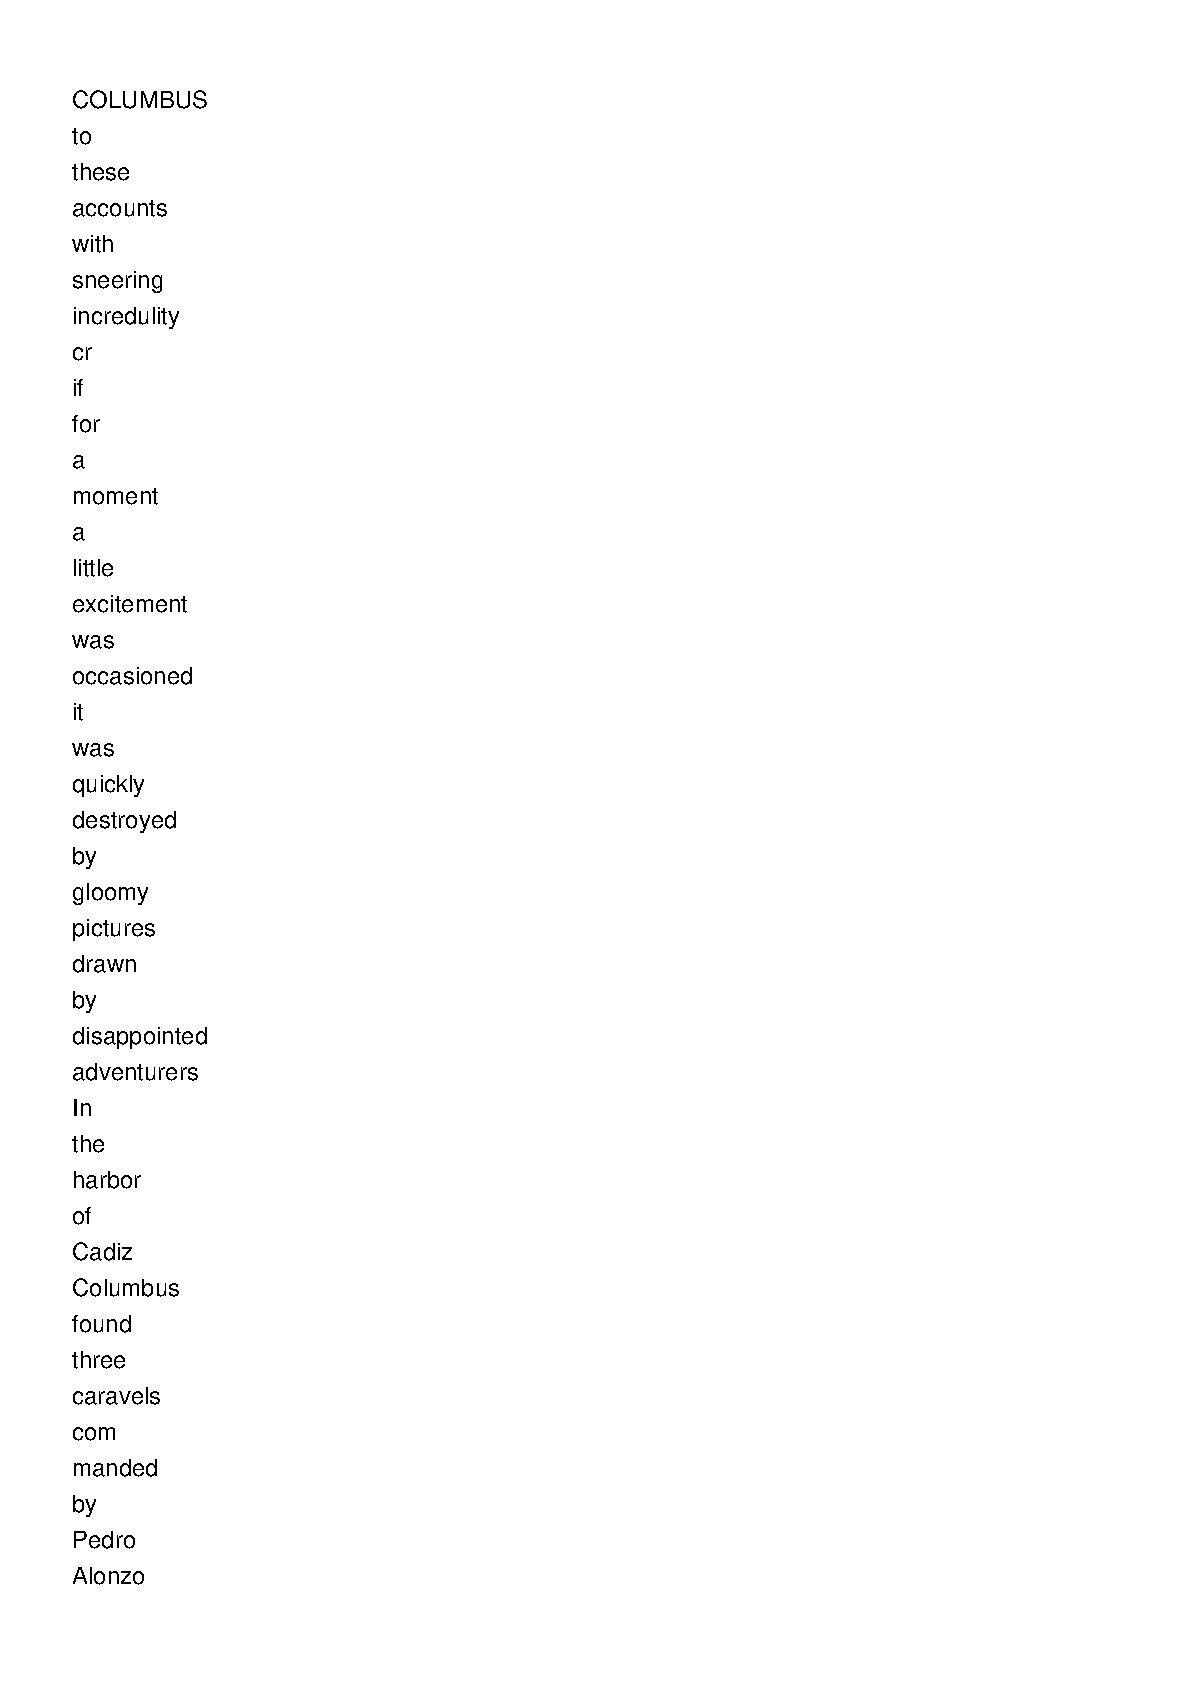 COLUMBUS
to
these
accounts
with
sneering
incredulity
cr
if
for
a
moment
a
little
excitement
was
occasioned
it
was
quickly
destroyed
by
gloomy
pictures
drawn
by
disappointed
adventurers
In
the
harbor
of
Cadiz
Columbus
found
three
caravels
com
manded
by
Pedro
Alonzo